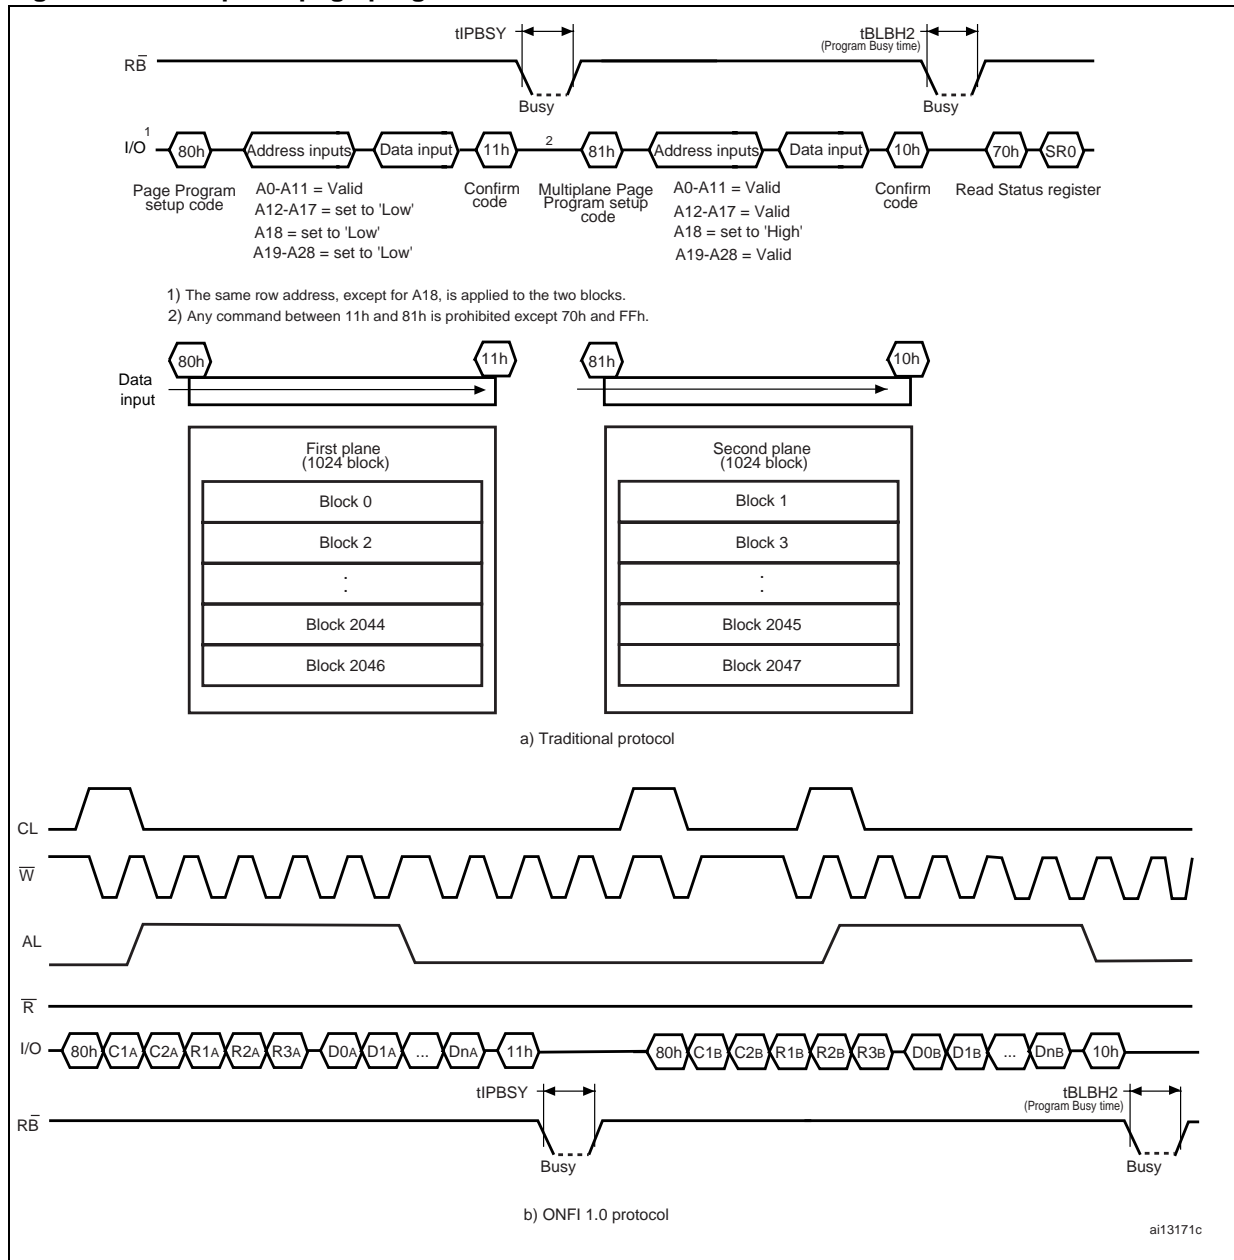 tIPBSY tBLBH2
(Program Busy time)
RB
Busy Busy
I/O 1 80h Address inputs Data input 11h 2 81h Address inputs Data input 10h 70h SR0
Page Program setup code
A0-A11 = Valid
A12-A17 = set to 'Low'
A18 = set to 'Low'
A19-A28 = set to 'Low'
Confirm code
Multiplane Page Program setup code
A0-A11 = Valid
A12-A17 = Valid
A18 = set to 'High'
A19-A28 = Valid
Confirm code
Read Status register
1) The same row address, except for A18, is applied to the two blocks.
2) Any command between 11h and 81h is prohibited except 70h and FFh.
80h 11h 81h 10h
Data input
First plane
(1024 block)
Block 0
Block 2
:
Block 2044
Block 2046
Second plane
(1024 block)
Block 1
Block 3
:
Block 2045
Block 2047
a) Traditional protocol
CL
W
AL
R
I/O 80h C1A C2A R1A R2A R3A D0A D1A ... DnA 11h 80h C1B C2B R1B R2B R3B D0B D1B ... DnB 10h
tIPBSY tBLBH2
(Program Busy time)
RB
Busy Busy
b) ONFI 1.0 protocol
ai13171c